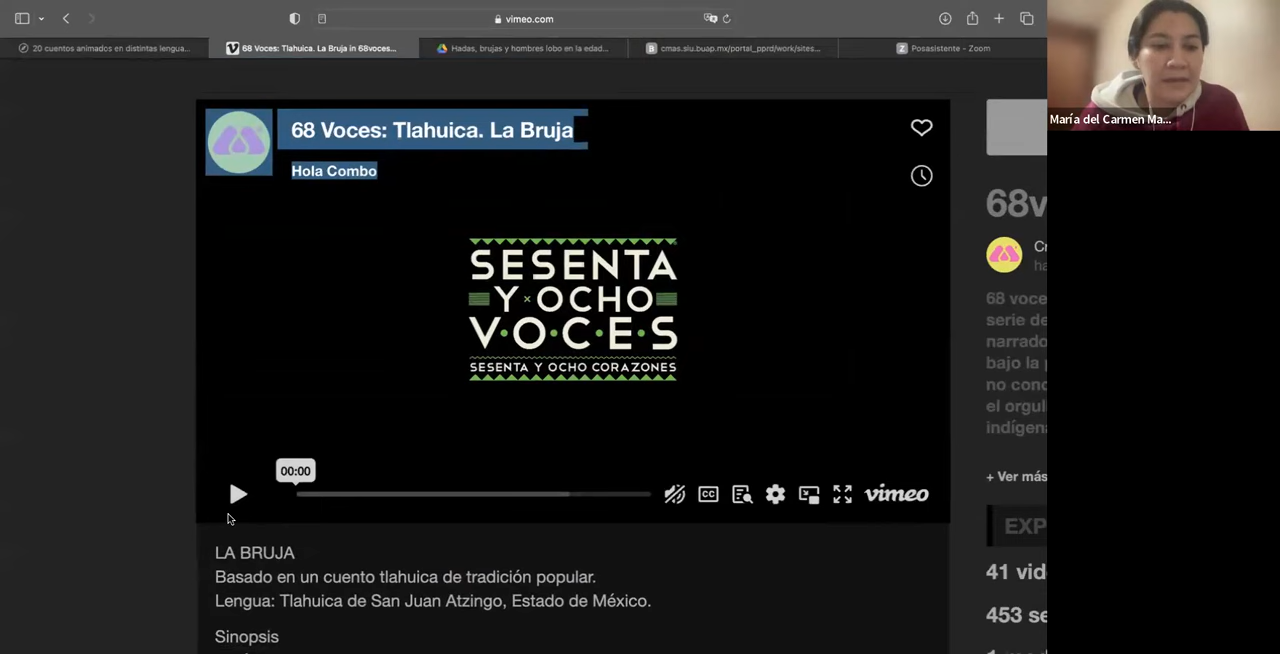 vimeo.com
20 cuentos animados en distintas lengua...
68 Voces: Tlahuica. La Bruja in 68voces...
Hadas, brujas y hombres lobo en la edad...
cmas.siu.buap.mx/portal_pprd/work/sites...
Posasistente - Zoom
María del Carmen Ma...
68 Voces: Tlahuica. La Bruja
Hola Combo
SESENTA
Y × OCHO
V•O•C•E•S
SESENTA Y OCHO CORAZONES
00:00
CC
vimeo
LA BRUJA
Basado en un cuento tlahuica de tradición popular.
Lengua: Tlahuica de San Juan Atzingo, Estado de México.
Sinopsis
68v
Cr
ha
68 voce
serie de
narrado
bajo la p
no cono
el orgul
indígena
+ Ver más
EXP
41 vid
453 se